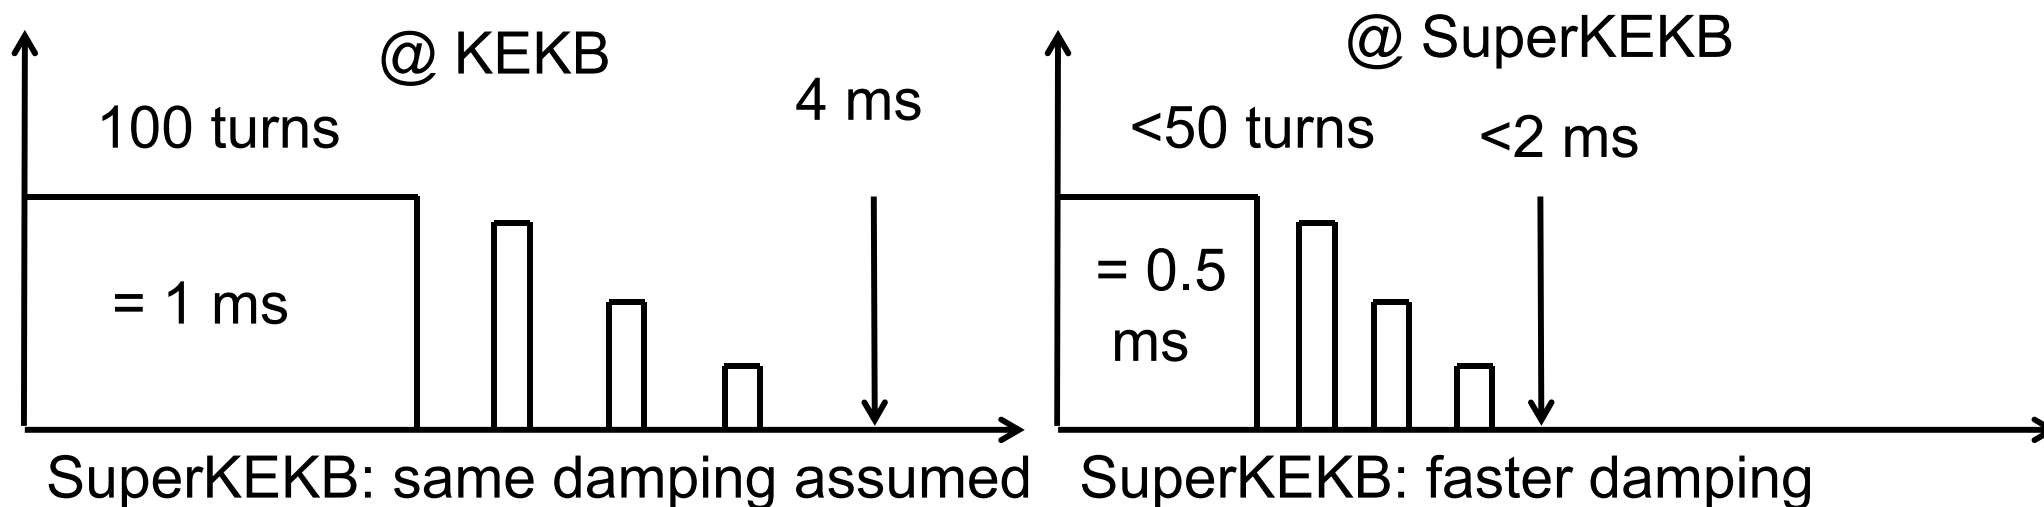 @ KEKB
100 turns
4 ms
= 1 ms
SuperKEKB: same damping assumed
@ SuperKEKB
<50 turns
<2 ms
= 0.5
ms
SuperKEKB: faster damping